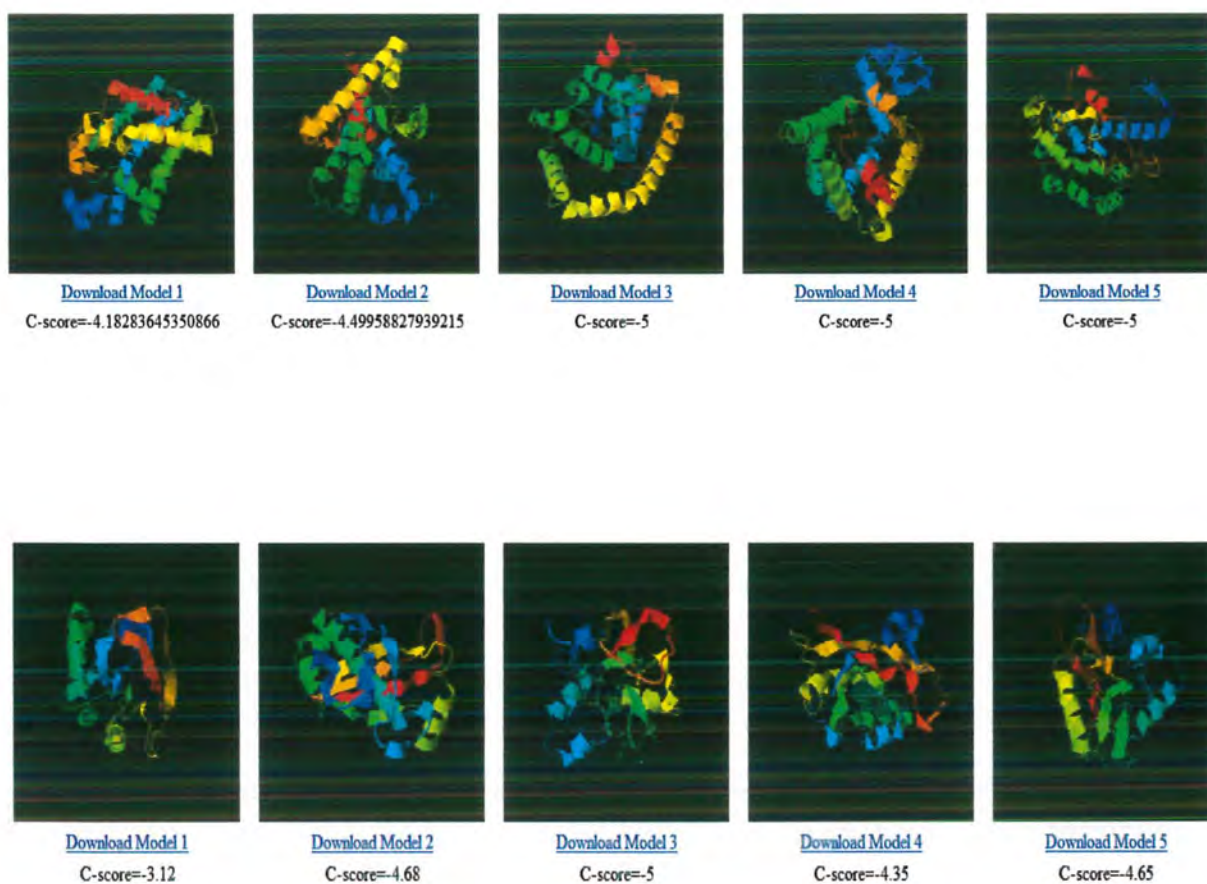 Download Model 1 Download Model 2 Download Model 3 Download Model 4 Download Model 5
C-score=-4.18283645350866 C-score=-4.49958827939215 C-score=-5 C-score=-5 C-score=-5
Download Model 1 Download Model 2 Download Model 3 Download Model 4 Download Model 5
C-score=-3.12 C-score=-4.68 C-score=-5 C-score=-4.35 C-score=-4.65